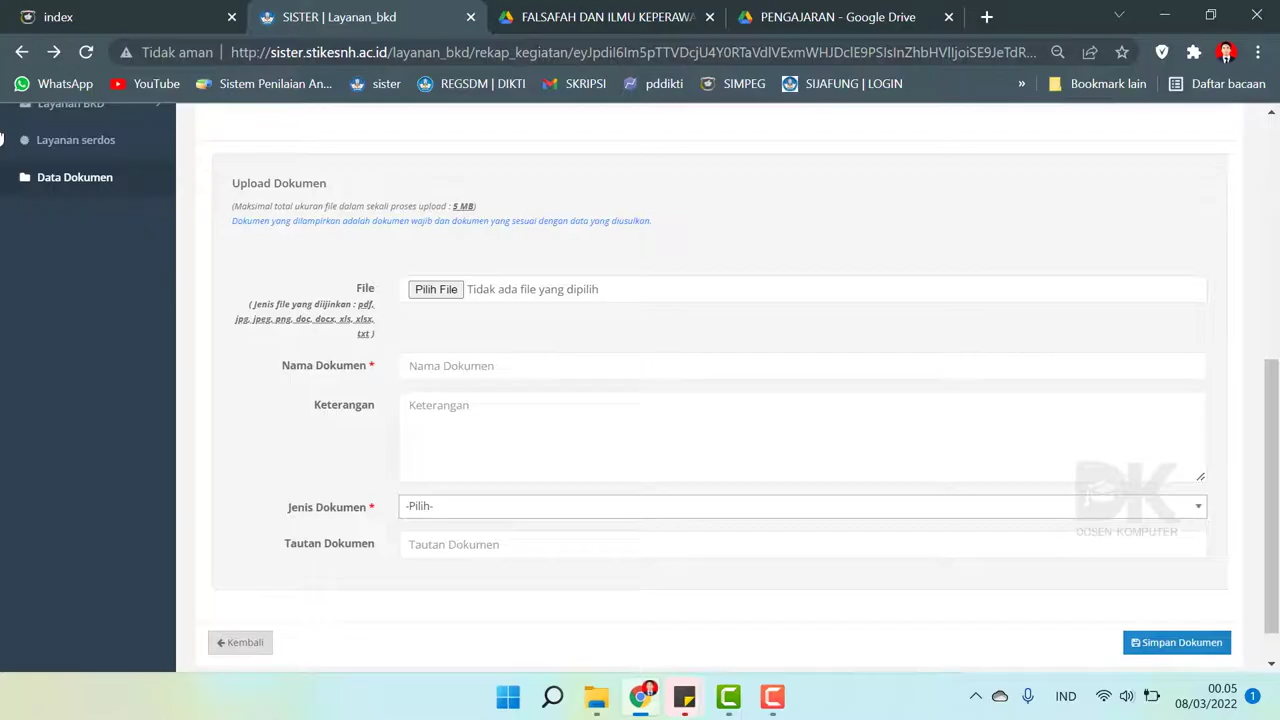 index
SISTER | Layanan_bkd
FALSAFAH DAN ILMU KEPERAWA
PENGAJARAN - Google Drive
Tidak aman
http://sister.stikesnh.ac.id/layanan_bkd/rekap_kegiatan/eyJpdiI6Im5pTTVDcjU4Y0RTaVdlVExmWHJDclE9PSIsInZhbHVlIjoiSE9JeTdR...
WhatsApp
YouTube
Sistem Penilaian An...
sister
REGSDM | DIKTI
SKRIPSI
pddikti
SIMPEG
SIJAFUNG | LOGIN
»
Bookmark lain
Daftar bacaan
Layanan BKD
Layanan serdos
Data Dokumen
Upload Dokumen
(Maksimal total ukuran file dalam sekali proses upload : 5 MB)
Dokumen yang dilampirkan adalah dokumen wajib dan dokumen yang sesuai dengan data yang diusulkan.
File
Pilih File Tidak ada file yang dipilih
( Jenis file yang diijinkan : pdf,
jpg, jpeg, png, doc, docx, xls, xlsx,
txt )
Nama Dokumen *
Nama Dokumen
Keterangan
Keterangan
Jenis Dokumen *
-Pilih-
Tautan Dokumen
Tautan Dokumen
DK
DOSEN KOMPUTER
Kembali
Simpan Dokumen
IND
00.05
08/03/2022
1